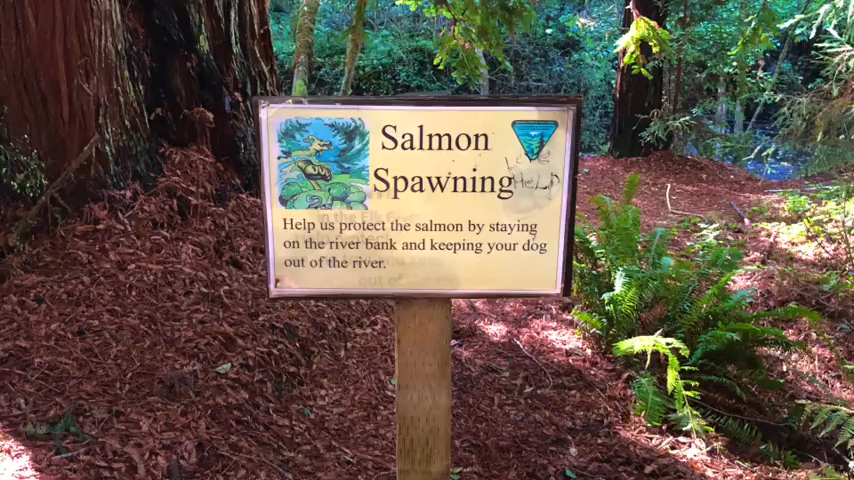 Salmon
Spawning
HeLP
Help us protect the salmon by staying
on the river bank and keeping your dog
out of the river.